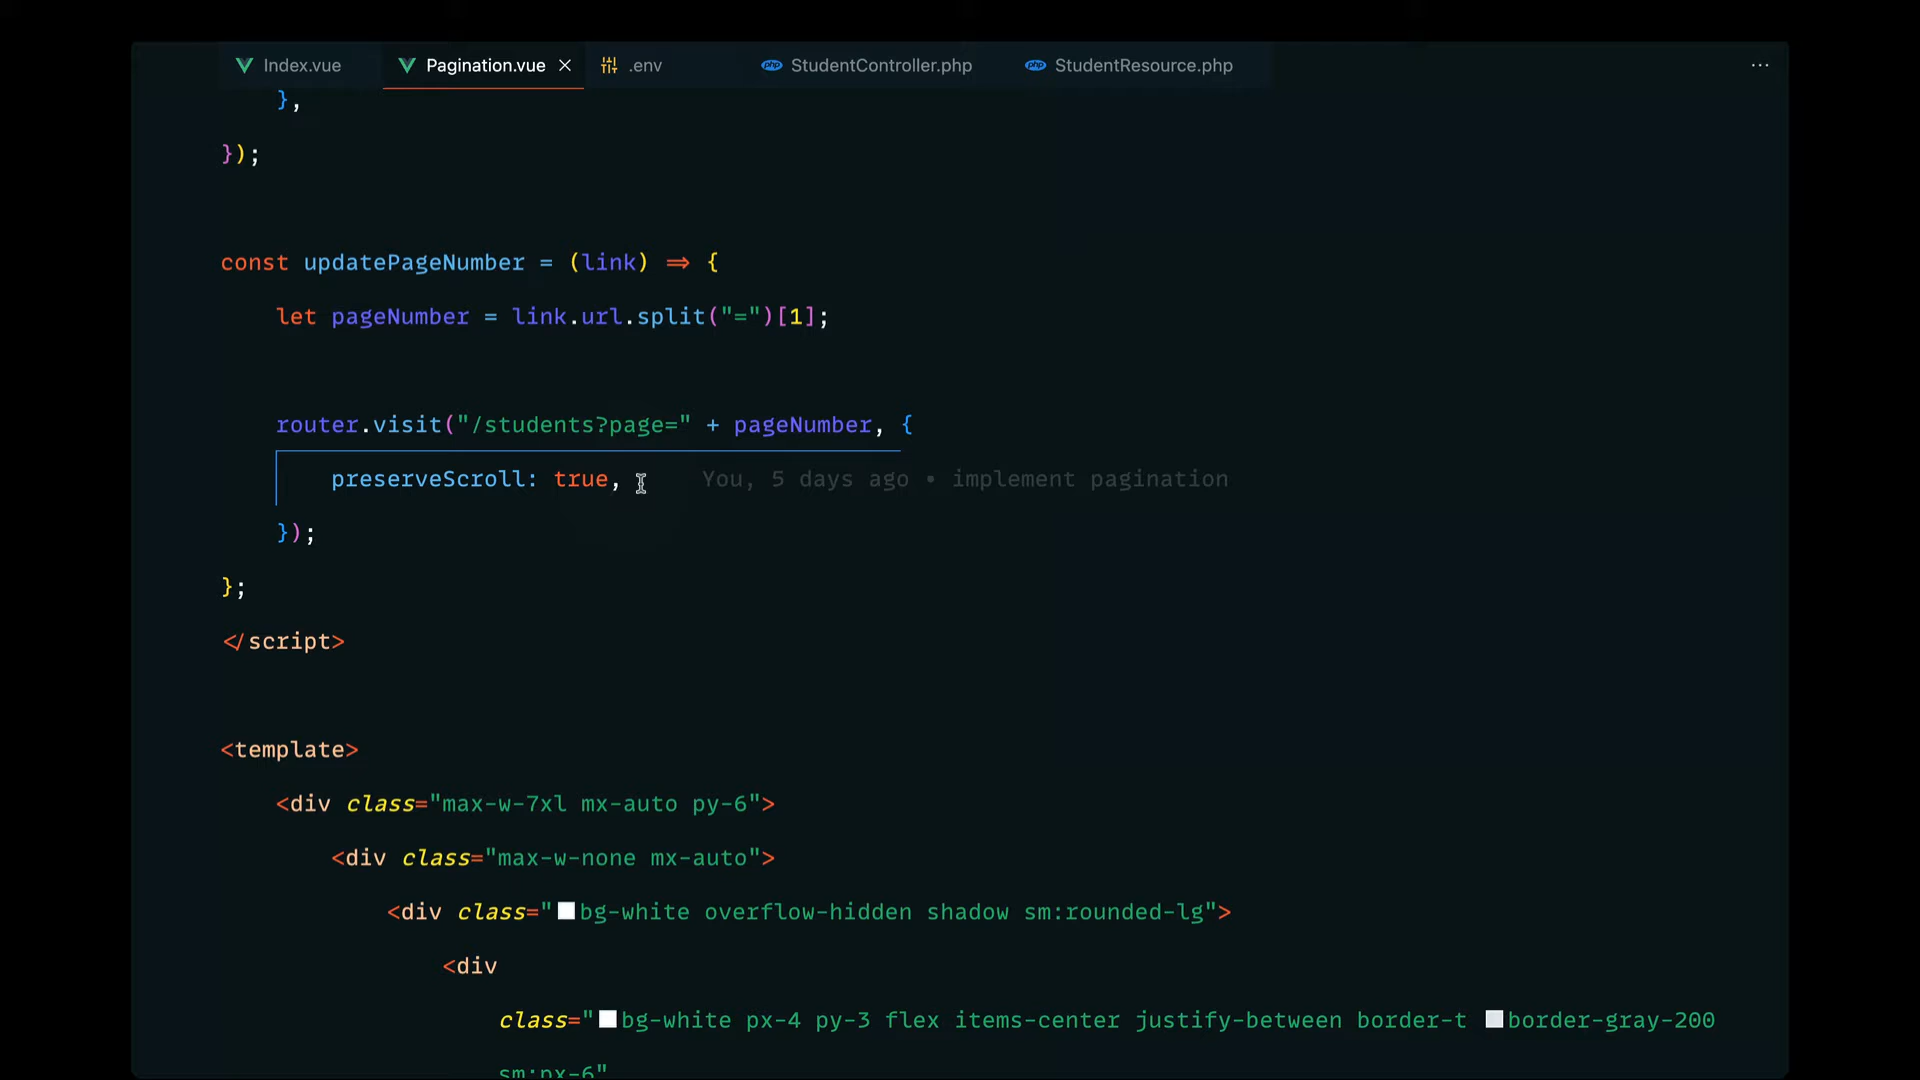 Index.vue Pagination.vue .env StudentController.php StudentResource.php
},
});
const updatePageNumber = (link) => {
let pageNumber = link.url.split("=")[1];
router.visit("/students?page=" + pageNumber, {
preserveScroll: true, You, 5 days ago • implement pagination
});
};
</script>
<template>
<div class="max-w-7xl mx-auto py-6">
<div class="max-w-none mx-auto">
<div class="bg-white overflow-hidden shadow sm:rounded-lg">
<div
class="bg-white px-4 py-3 flex items-center justify-between border-t border-gray-200
sm:px-6"